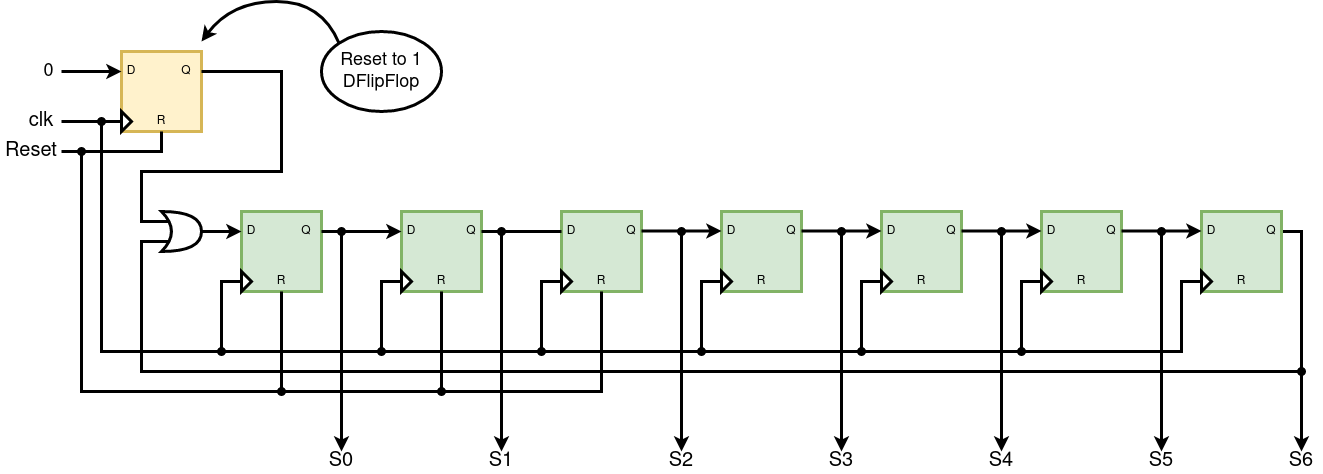 Reset to 1
DFlipFlop
0
D Q
clk
R
Reset
D Q
D Q
D Q
D Q
D Q
D Q
D Q
R
R
R
R
R
R
R
S0
S1
S2
S3
S4
S5
S6